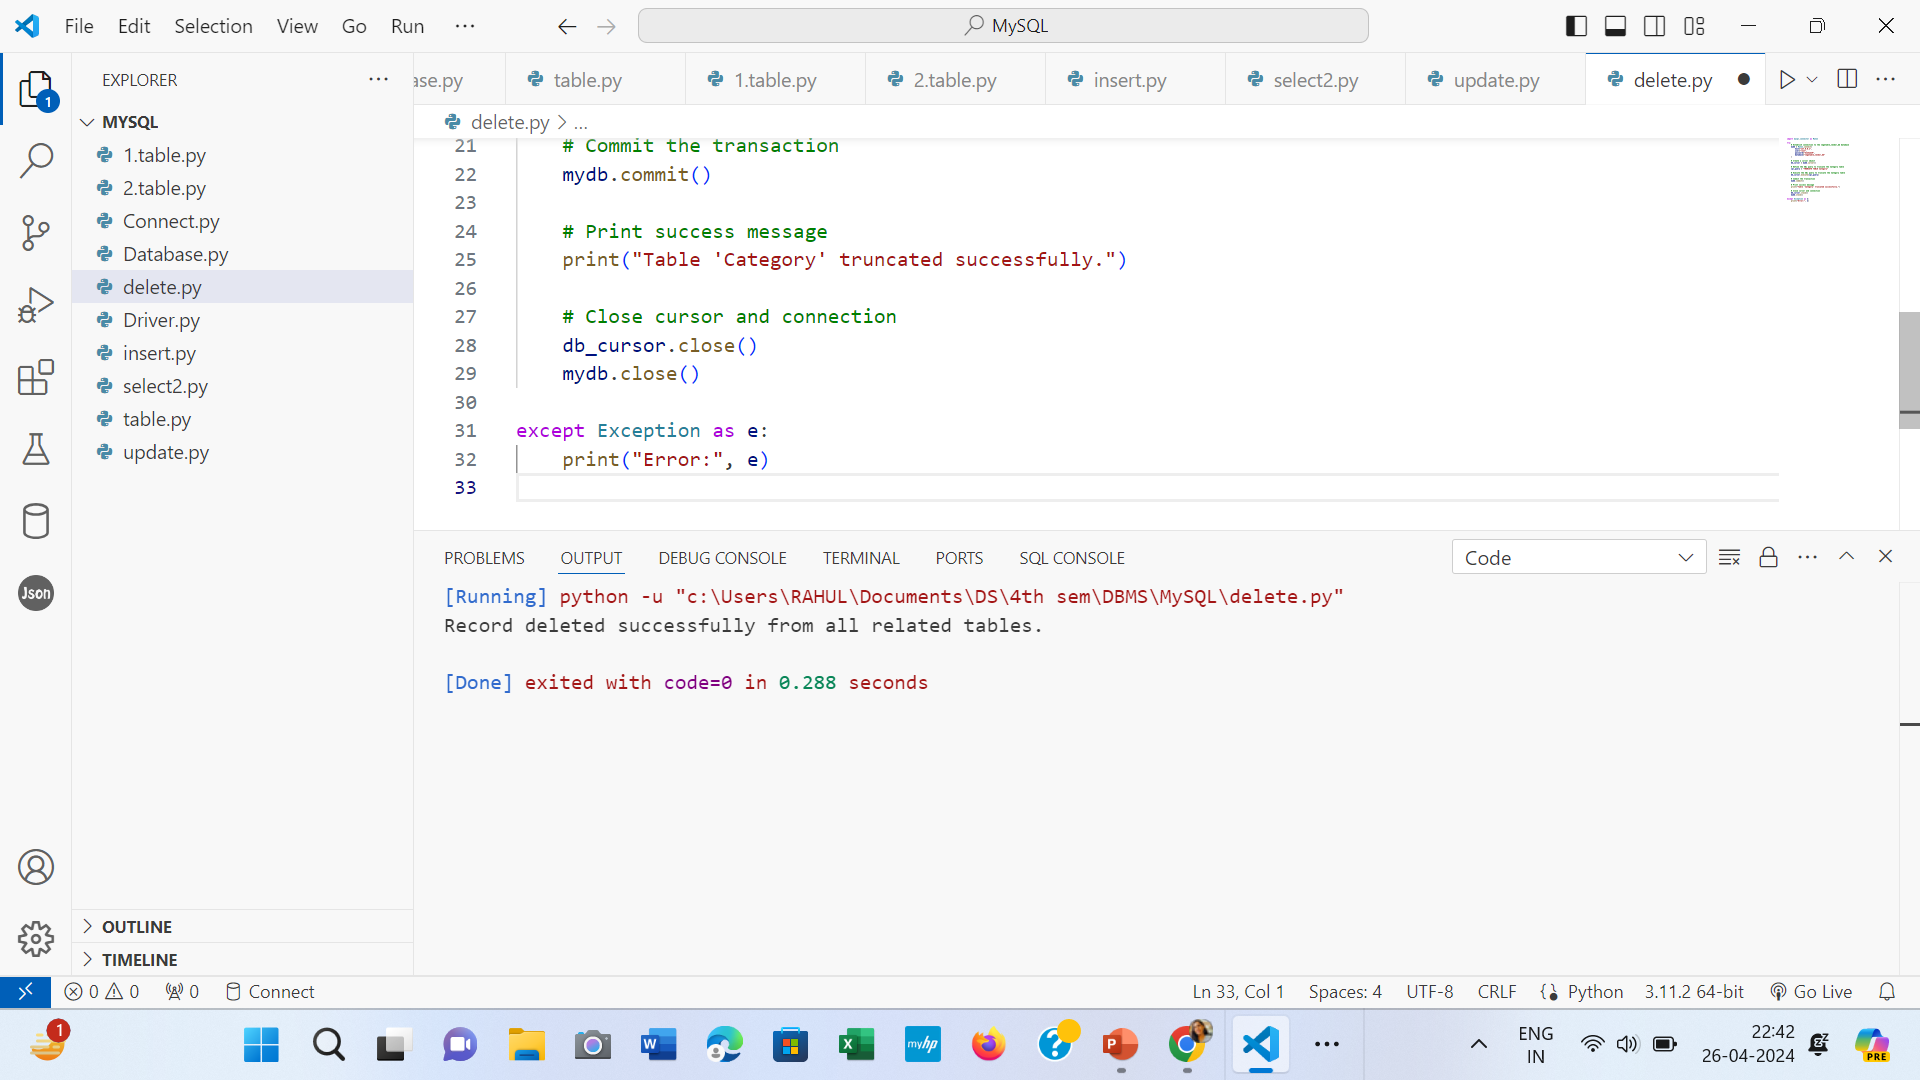 File Edit Selection View Go Run ...
MySQL
EXPLORER
ase.py
table.py
1.table.py
2.table.py
insert.py
select2.py
update.py
delete.py
1
MYSQL
1.table.py
2.table.py
Connect.py
Database.py
delete.py
Driver.py
insert.py
select2.py
table.py
update.py
Json
OUTLINE
TIMELINE
delete.py > ...
21 # Commit the transaction
22 mydb.commit()
23
24 # Print success message
25 print("Table 'Category' truncated successfully.")
26
27 # Close cursor and connection
28 db_cursor.close()
29 mydb.close()
30
31 except Exception as e:
32 print("Error:", e)
33
PROBLEMS OUTPUT DEBUG CONSOLE TERMINAL PORTS SQL CONSOLE
Code
[Running] python -u "c:\Users\RAHUL\Documents\DS\4th sem\DBMS\MySQL\delete.py"
Record deleted successfully from all related tables.
[Done] exited with code=0 in 0.288 seconds
0 0 0 Connect
Ln 33, Col 1 Spaces: 4 UTF-8 CRLF Python 3.11.2 64-bit Go Live
1
W
X
myhp
?
P
ENG
IN
22:42
26-04-2024
PRE